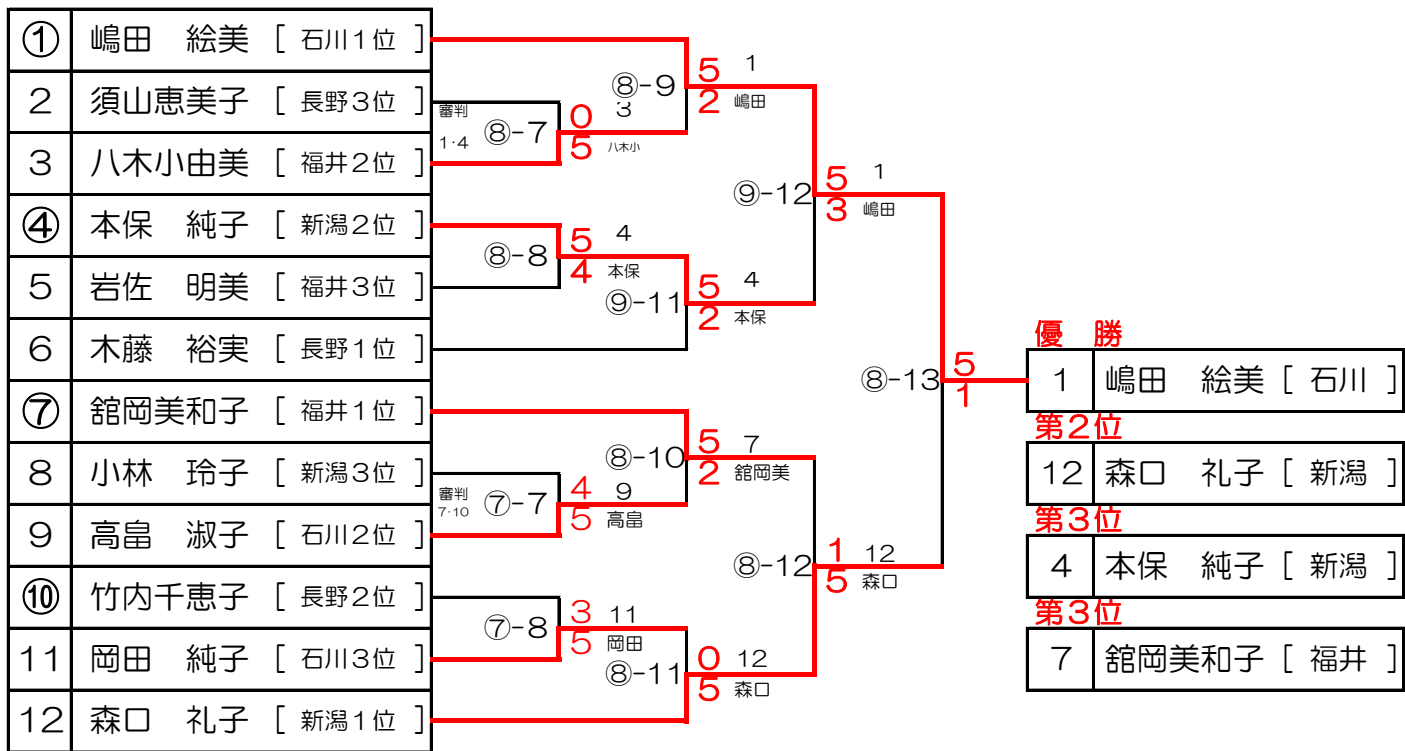 ① 嶋田 絵美 [ 石川1位 ]
2 須山恵美子 [ 長野3位 ]
3 八木小由美 [ 福井2位 ]
④ 本保 純子 [ 新潟2位 ]
5 岩佐 明美 [ 福井3位 ]
6 木藤 裕実 [ 長野1位 ]
⑦ 舘岡美和子 [ 福井1位 ]
8 小林 玲子 [ 新潟3位 ]
9 高畠 淑子 [ 石川2位 ]
⑩ 竹内千恵子 [ 長野2位 ]
11 岡田 純子 [ 石川3位 ]
12 森口 礼子 [ 新潟1位 ]
審判
1·4
⑧-7
0
5
3
八木小
⑧-8
5
4
4
本保
審判
7·10
⑦-7
4
5
9
高畠
⑦-8
3
5
11
岡田
⑧-9
5
2
1
嶋田
⑨-11
5
2
4
本保
⑧-10
5
2
7
舘岡美
⑧-11
0
5
12
森口
⑨-12
5
3
1
嶋田
⑧-12
1
5
12
森口
⑧-13
5
1
優 勝
1 嶋田 絵美 [ 石川 ]
第2位
12 森口 礼子 [ 新潟 ]
第3位
4 本保 純子 [ 新潟 ]
第3位
7 舘岡美和子 [ 福井 ]